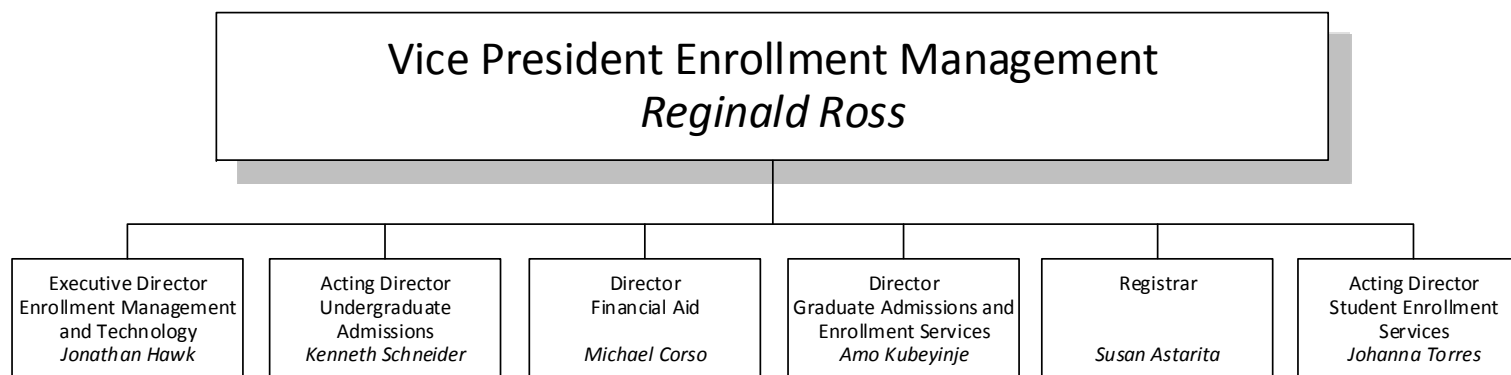 Vice President Enrollment Management
Reginald Ross
Executive Director
Enrollment Management
and Technology
Jonathan Hawk
Acting Director
Undergraduate
Admissions
Kenneth Schneider
Director
Financial Aid
Michael Corso
Director
Graduate Admissions and
Enrollment Services
Amo Kubeyinje
Registrar
Susan Astarita
Acting Director
Student Enrollment
Services
Johanna Torres